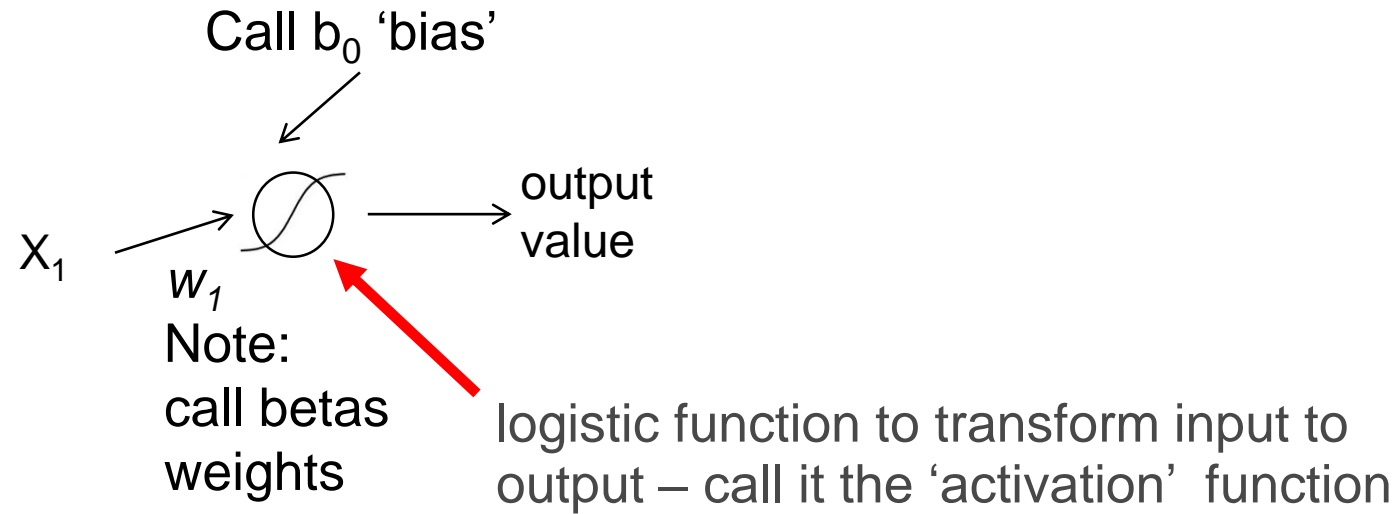 Call b₀ ‘bias’
output
value
X₁
w₁
Note:
call betas
weights
logistic function to transform input to
output – call it the ‘activation’ function